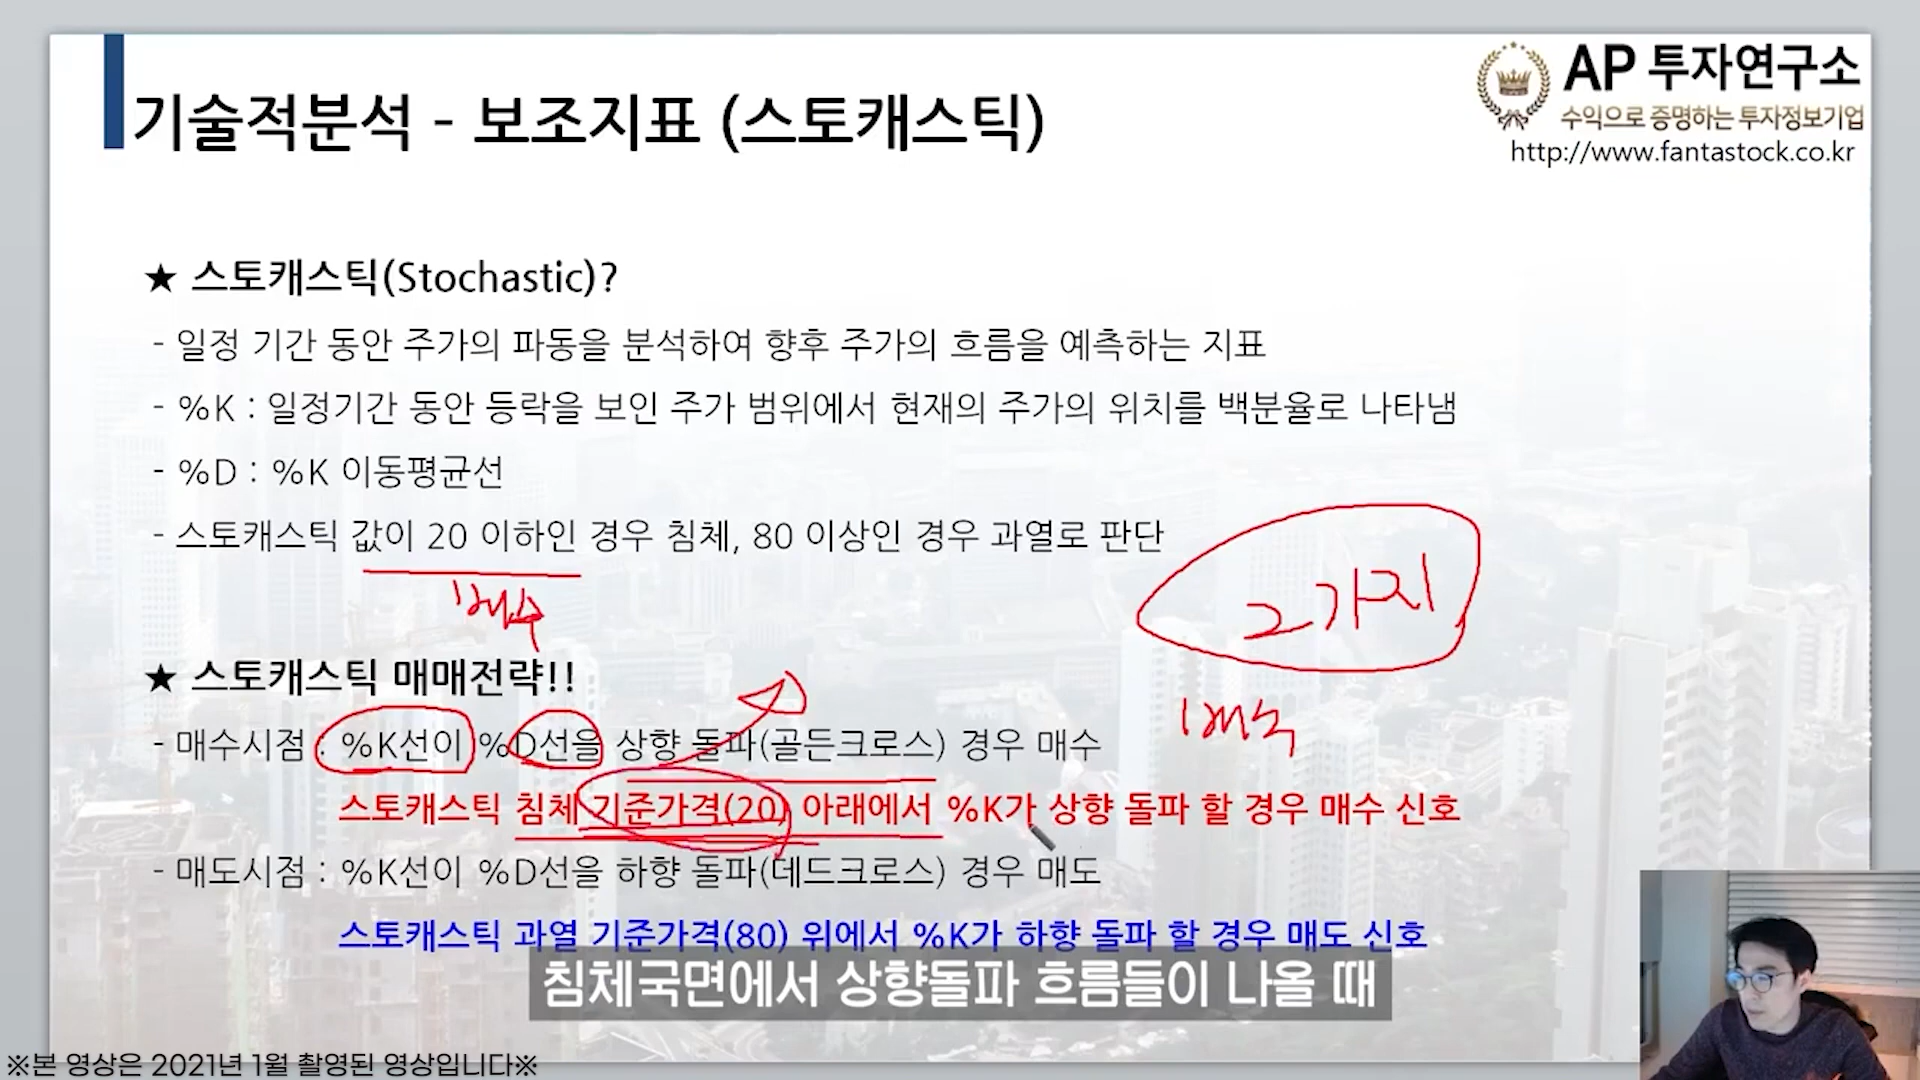 기술적분석 - 보조지표 (스토캐스틱)
AP 투자연구소
수익으로 증명하는 투자정보기업
http://www.fantastock.co.kr
★ 스토캐스틱(Stochastic)?
- 일정 기간 동안 주가의 파동을 분석하여 향후 주가의 흐름을 예측하는 지표
- %K : 일정기간 동안 등락을 보인 주가 범위에서 현재의 주가의 위치를 백분율로 나타냄
- %D : %K 이동평균선
- 스토캐스틱 값이 20 이하인 경우 침체, 80 이상인 경우 과열로 판단
매수
2가지
★ 스토캐스틱 매매전략!!
매수
- 매수시점 : %K선이 %D선을 상향 돌파(골든크로스) 경우 매수
스토캐스틱 침체 기준가격(20) 아래에서 %K가 상향 돌파 할 경우 매수 신호
- 매도시점 : %K선이 %D선을 하향 돌파(데드크로스) 경우 매도
스토캐스틱 과열 기준가격(80) 위에서 %K가 하향 돌파 할 경우 매도 신호
침체국면에서 상향돌파 흐름들이 나올 때
※본 영상은 2021년 1월 촬영된 영상입니다※